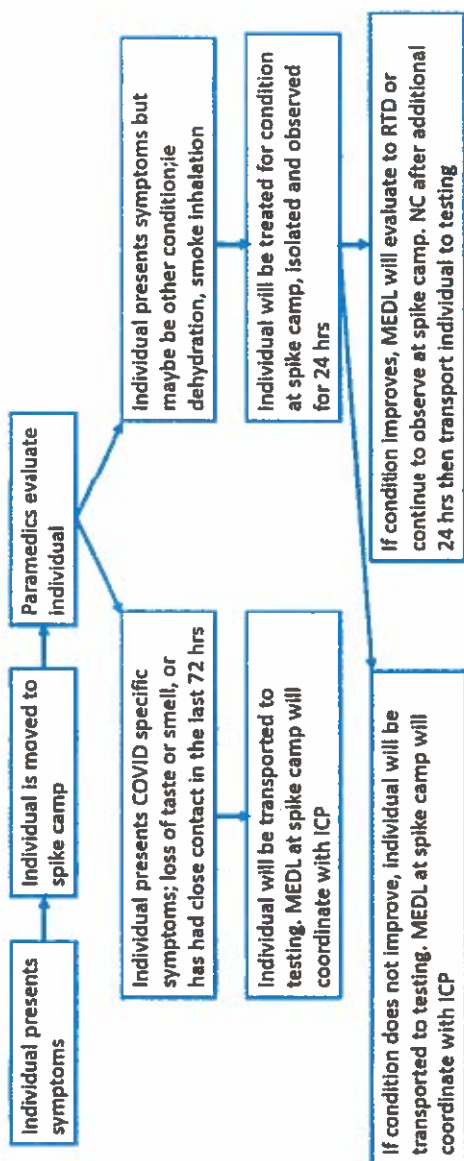 Individual presents
symptoms
Individual is moved to
spike camp
Paramedics evaluate
individual
Individual presents COVID specific
symptoms; loss of taste or smell, or
has had close contact in the last 72 hrs
Individual presents symptoms but
maybe be other condition;ie
dehydration, smoke inhalation
Individual will be transported to
testing. MEDL at spike camp will
coordinate with ICP
Individual will be treated for condition
at spike camp, isolated and observed
for 24 hrs
If condition does not improve, individual will be
transported to testing. MEDL at spike camp will
coordinate with ICP
If condition improves, MEDL will evaluate to RTD or
continue to observe at spike camp. NC after additional
24 hrs then transport individual to testing